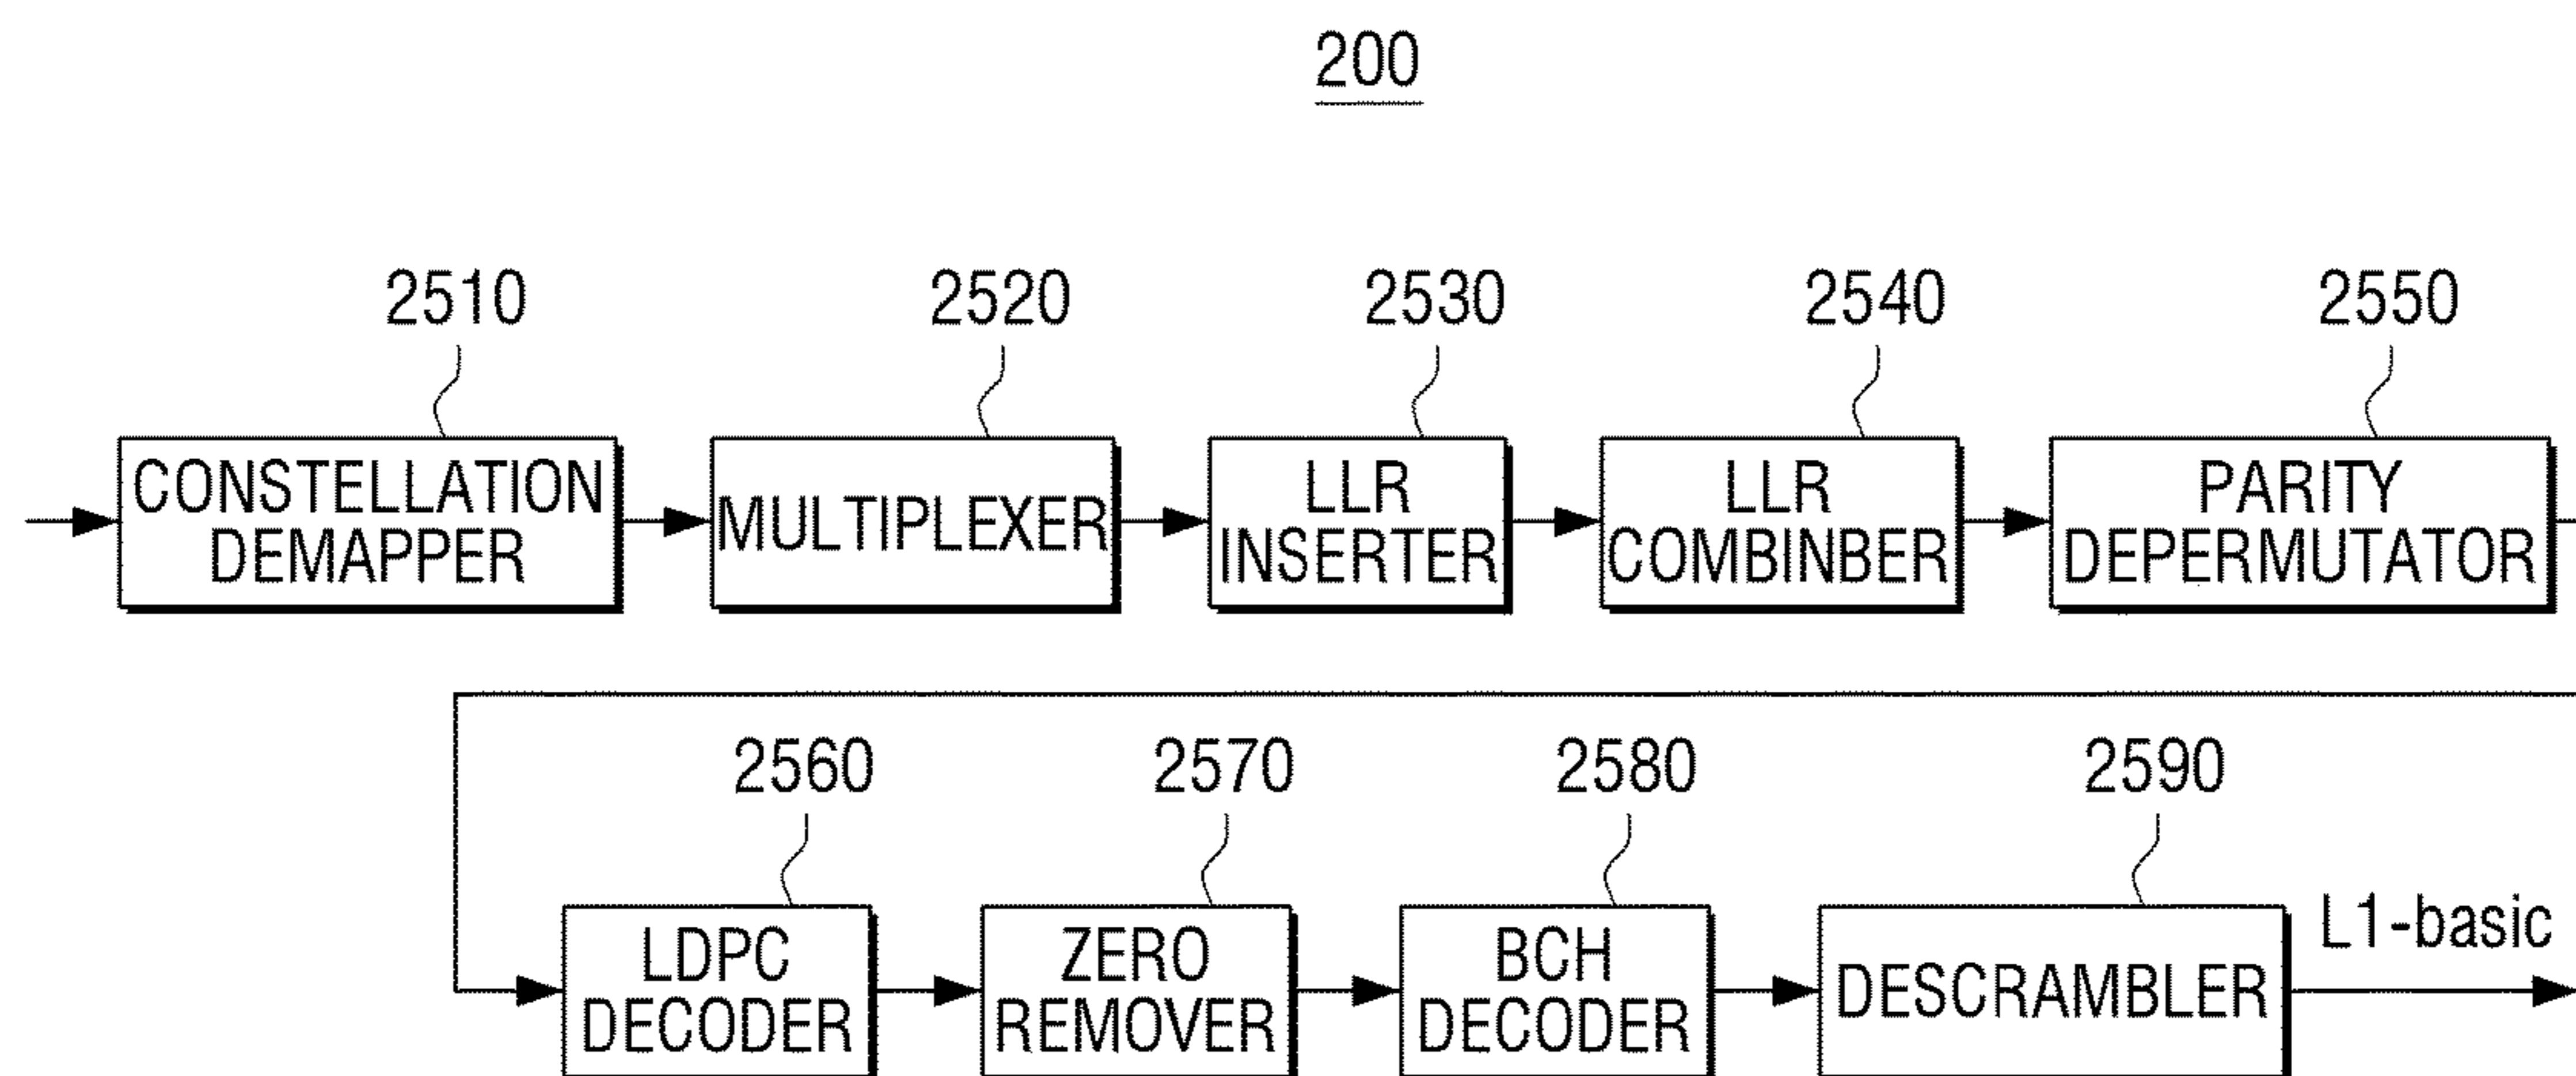 200
2510
2520
2530
2540
2550
CONSTELLATION
DEMAPPER
MULTIPLEXER
LLR
INSERTER
LLR
COMBINBER
PARITY
DEPERMUTATOR
2560
2570
2580
2590
LDPC
DECODER
ZERO
REMOVER
BCH
DECODER
DESCRAMBLER
L1-basic